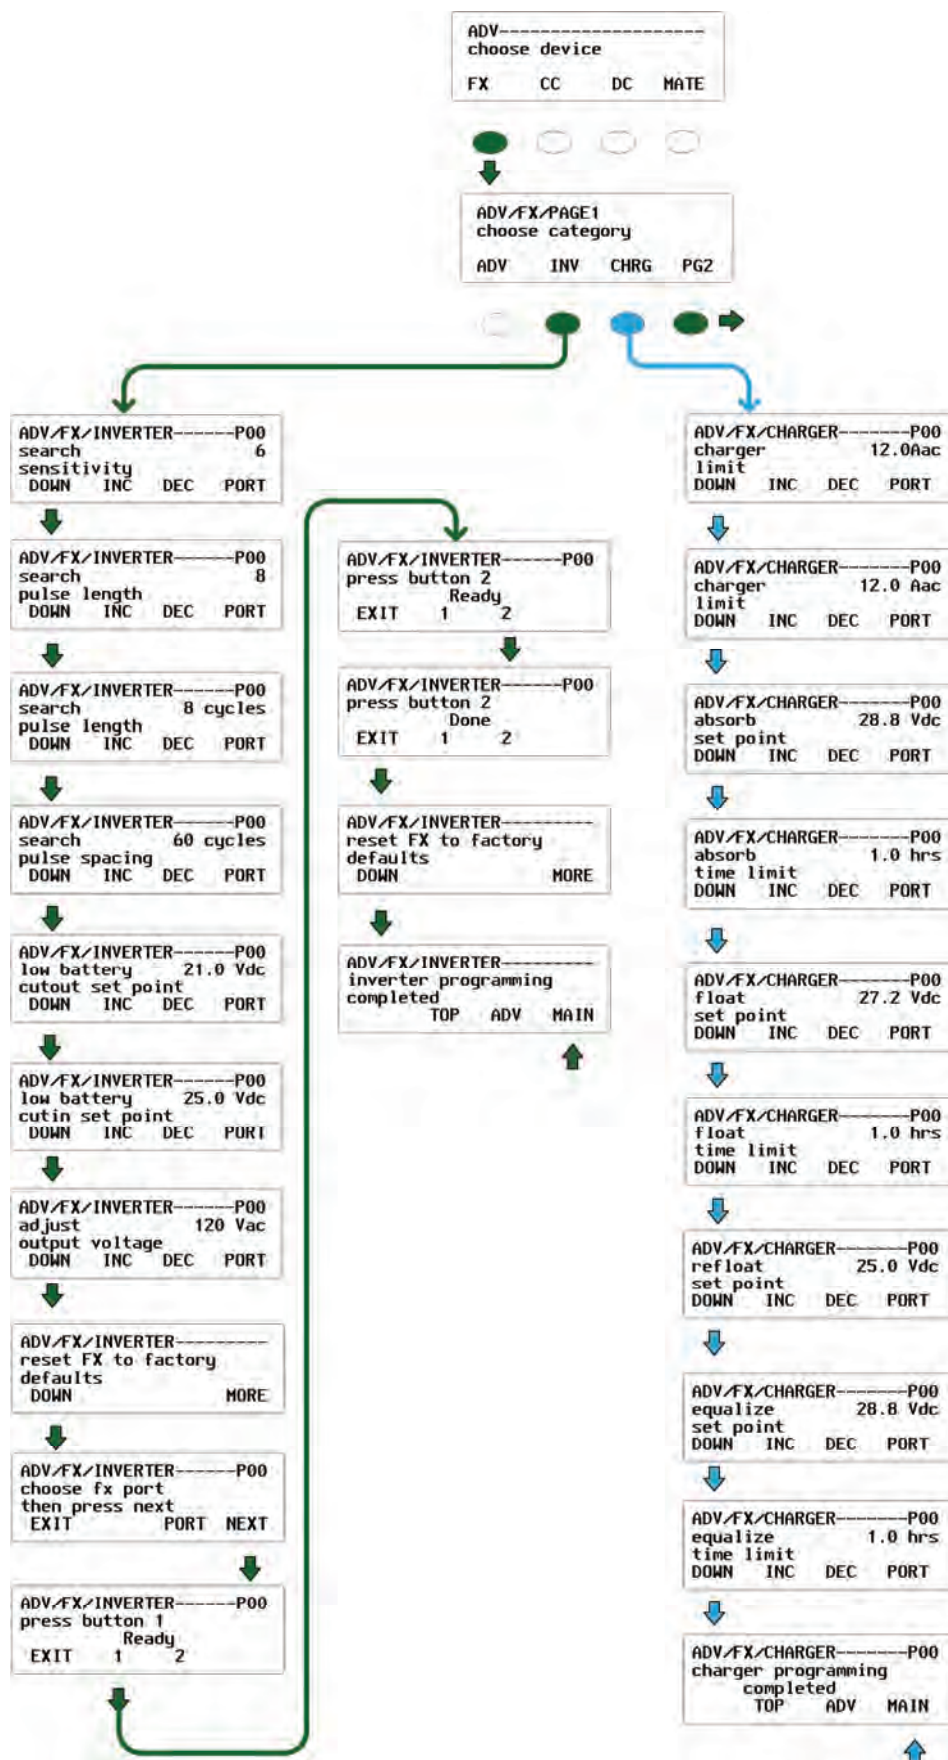 ADV---------------------
choose device
FX CC DC MATE
ADV/FX/PAGE1
choose category
ADV INV CHRG PG2
ADV/FX/INVERTER------P00
search 6
sensitivity
DOWN INC DEC PORT
ADV/FX/INVERTER------P00
search 8
pulse length
DOWN INC DEC PORT
ADV/FX/INVERTER------P00
search 8 cycles
pulse length
DOWN INC DEC PORT
ADV/FX/INVERTER------P00
search 60 cycles
pulse spacing
DOWN INC DEC PORT
ADV/FX/INVERTER------P00
low battery 21.0 Vdc
cutout set point
DOWN INC DEC PORT
ADV/FX/INVERTER------P00
low battery 25.0 Vdc
cutin set point
DOWN INC DEC PORT
ADV/FX/INVERTER------P00
adjust 120 Vac
output voltage
DOWN INC DEC PORT
ADV/FX/INVERTER---------
reset FX to factory
defaults
DOWN MORE
ADV/FX/INVERTER------P00
choose fx port
then press next
EXIT PORT NEXT
ADV/FX/INVERTER------P00
press button 1
Ready
EXIT 1 2
ADV/FX/INVERTER------P00
press button 2
Ready
EXIT 1 2
ADV/FX/INVERTER------P00
press button 2
Done
EXIT 1 2
ADV/FX/INVERTER---------
reset FX to factory
defaults
DOWN MORE
ADV/FX/INVERTER---------
inverter programming
completed
TOP ADV MAIN
ADV/FX/CHARGER-------P00
charger 12.0Aac
limit
DOWN INC DEC PORT
ADV/FX/CHARGER-------P00
charger 12.0 Aac
limit
DOWN INC DEC PORT
ADV/FX/CHARGER-------P00
absorb 28.8 Vdc
set point
DOWN INC DEC PORT
ADV/FX/CHARGER-------P00
absorb 1.0 hrs
time limit
DOWN INC DEC PORT
ADV/FX/CHARGER-------P00
float 27.2 Vdc
set point
DOWN INC DEC PORT
ADV/FX/CHARGER-------P00
float 1.0 hrs
time limit
DOWN INC DEC PORT
ADV/FX/CHARGER-------P00
refloat 25.0 Vdc
set point
DOWN INC DEC PORT
ADV/FX/CHARGER-------P00
equalize 28.8 Vdc
set point
DOWN INC DEC PORT
ADV/FX/CHARGER-------P00
equalize 1.0 hrs
time limit
DOWN INC DEC PORT
ADV/FX/CHARGER-------P00
charger programming
completed
TOP ADV MAIN